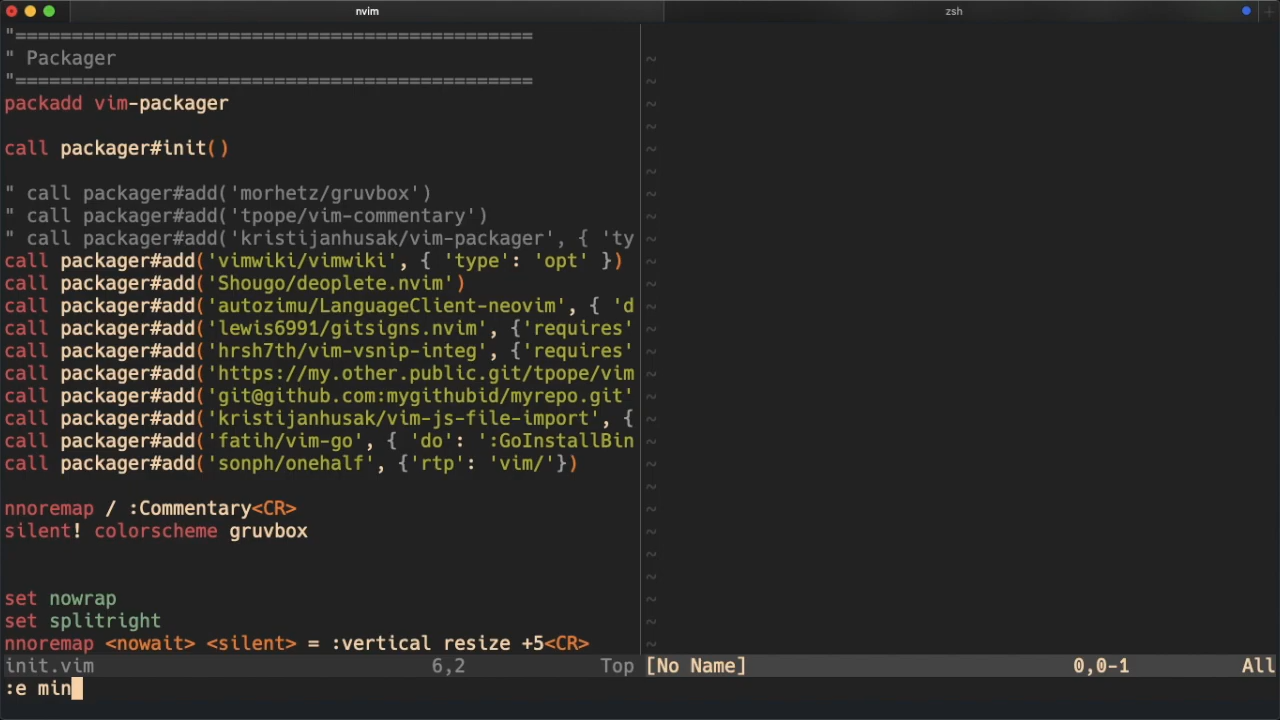 nvim
zsh
"==============================================
" Packager
"==============================================
packadd vim-packager
call packager#init()
" call packager#add('morhetz/gruvbox')
" call packager#add('tpope/vim-commentary')
" call packager#add('kristijanhusak/vim-packager', { 'ty
call packager#add('vimwiki/vimwiki', { 'type': 'opt' })
call packager#add('Shougo/deoplete.nvim')
call packager#add('autozimu/LanguageClient-neovim', { 'd
call packager#add('lewis6991/gitsigns.nvim', {'requires'
call packager#add('hrsh7th/vim-vsnip-integ', {'requires'
call packager#add('https://my.other.public.git/tpope/vim
call packager#add('git@github.com:mygithubid/myrepo.git'
call packager#add('kristijanhusak/vim-js-file-import', {
call packager#add('fatih/vim-go', { 'do': ':GoInstallBin
call packager#add('sonph/onehalf', {'rtp': 'vim/'})
nnoremap / :Commentary<CR>
silent! colorscheme gruvbox
set nowrap
set splitright
nnoremap <nowait> <silent> = :vertical resize +5<CR>
init.vim 6,2 Top
[No Name] 0,0-1 All
:e min